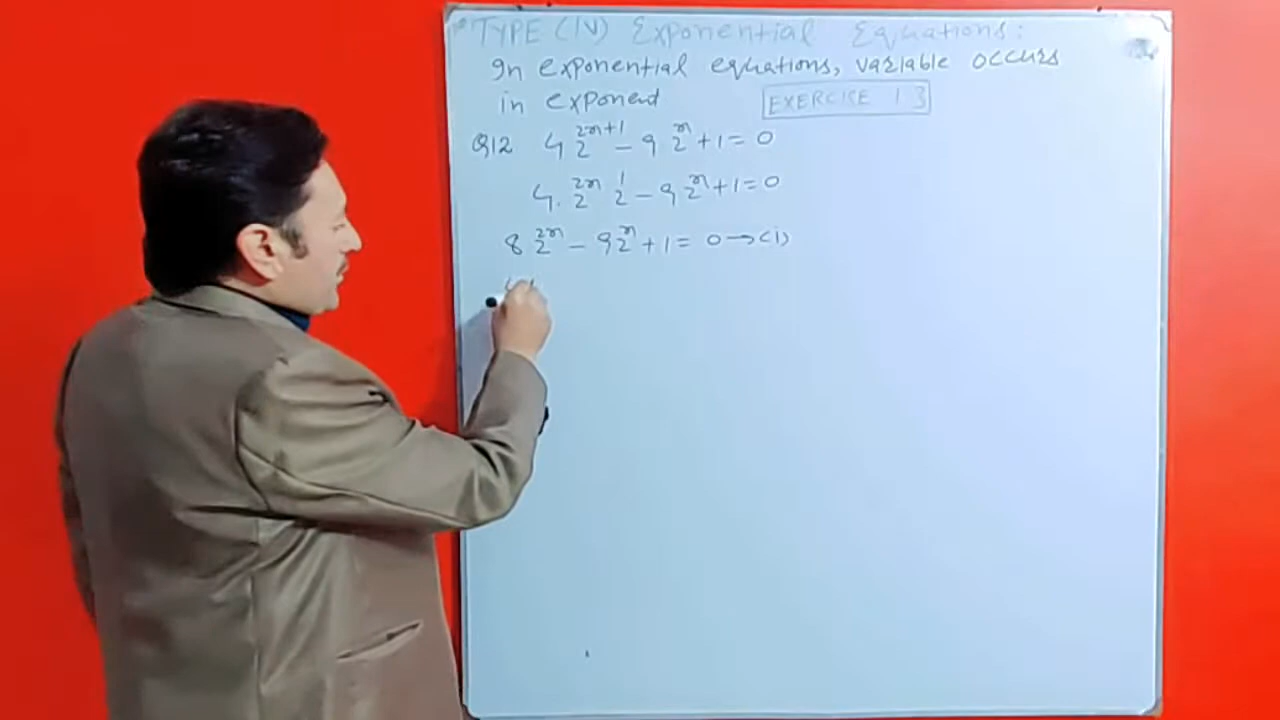 TYPE (IV) Exponential Equations:
In exponential equations, variable occurs
in exponent EXERCISE 1.3
Q12 4 2^{2x+1} - 9 2^x + 1 = 0
4. 2^{2x} 2^1 - 9 2^x + 1 = 0
8 2^{2x} - 9 2^x + 1 = 0 → (i)